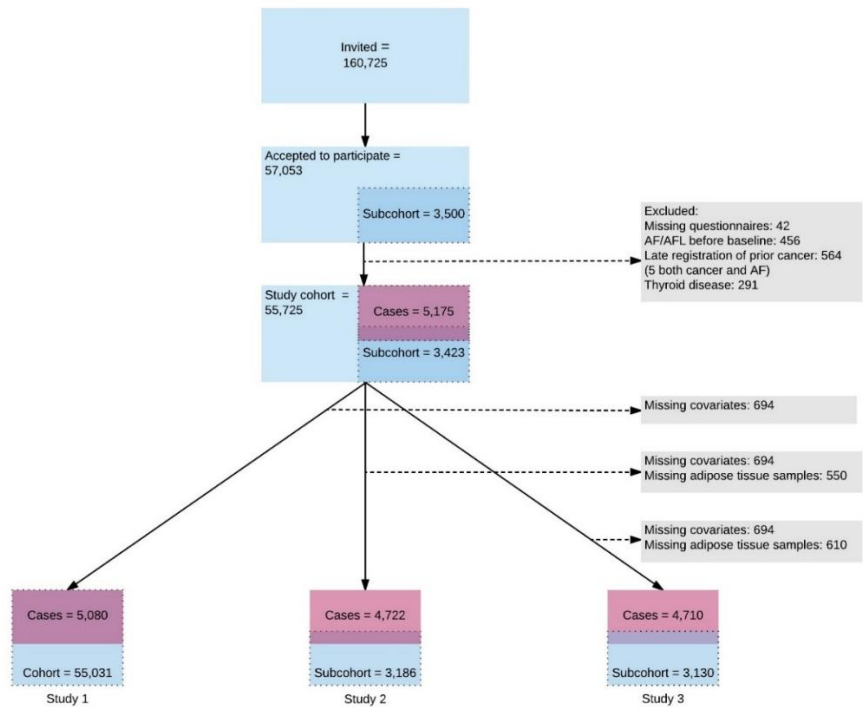 Invited =
160,725
Accepted to participate =
57,053
Subcohort = 3,500
Excluded:
Missing questionnaires: 42
AF/AFL before baseline: 456
Late registration of prior cancer: 564
(5 both cancer and AF)
Thyroid disease: 291
Study cohort =
55,725
Cases = 5,175
Subcohort = 3,423
Missing covariates: 694
Missing covariates: 694
Missing adipose tissue samples: 550
Missing covariates: 694
Missing adipose tissue samples: 610
Cases = 5,080
Cohort = 55,031
Study 1
Cases = 4,722
Subcohort = 3,186
Study 2
Cases = 4,710
Subcohort = 3,130
Study 3